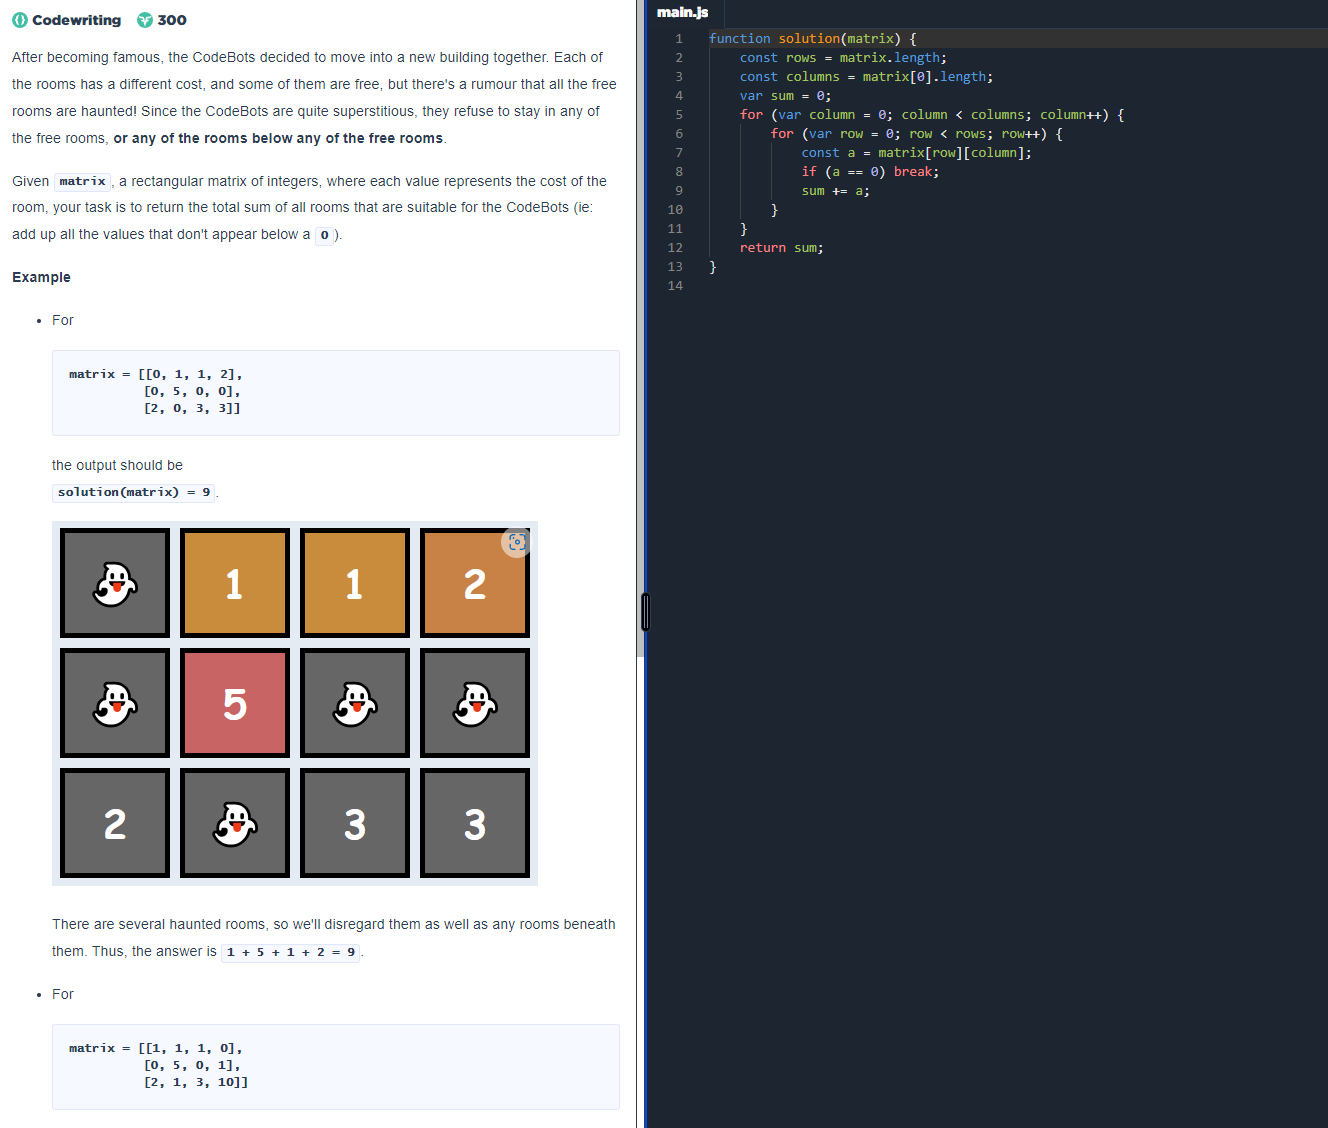 Codewriting 300
After becoming famous, the CodeBots decided to move into a new building together. Each of
the rooms has a different cost, and some of them are free, but there's a rumour that all the free
rooms are haunted! Since the CodeBots are quite superstitious, they refuse to stay in any of
the free rooms, or any of the rooms below any of the free rooms.
Given matrix, a rectangular matrix of integers, where each value represents the cost of the
room, your task is to return the total sum of all rooms that are suitable for the CodeBots (ie:
add up all the values that don't appear below a 0).
Example
• For
matrix = [[0, 1, 1, 2],
[0, 5, 0, 0],
[2, 0, 3, 3]]
the output should be
solution(matrix) = 9.
1 1 2
5
2 3 3
There are several haunted rooms, so we'll disregard them as well as any rooms beneath
them. Thus, the answer is 1 + 5 + 1 + 2 = 9.
• For
matrix = [[1, 1, 1, 0],
[0, 5, 0, 1],
[2, 1, 3, 10]]
main.js
1 function solution(matrix) {
2 const rows = matrix.length;
3 const columns = matrix[0].length;
4 var sum = 0;
5 for (var column = 0; column < columns; column++) {
6 for (var row = 0; row < rows; row++) {
7 const a = matrix[row][column];
8 if (a == 0) break;
9 sum += a;
10 }
11 }
12 return sum;
13 }
14